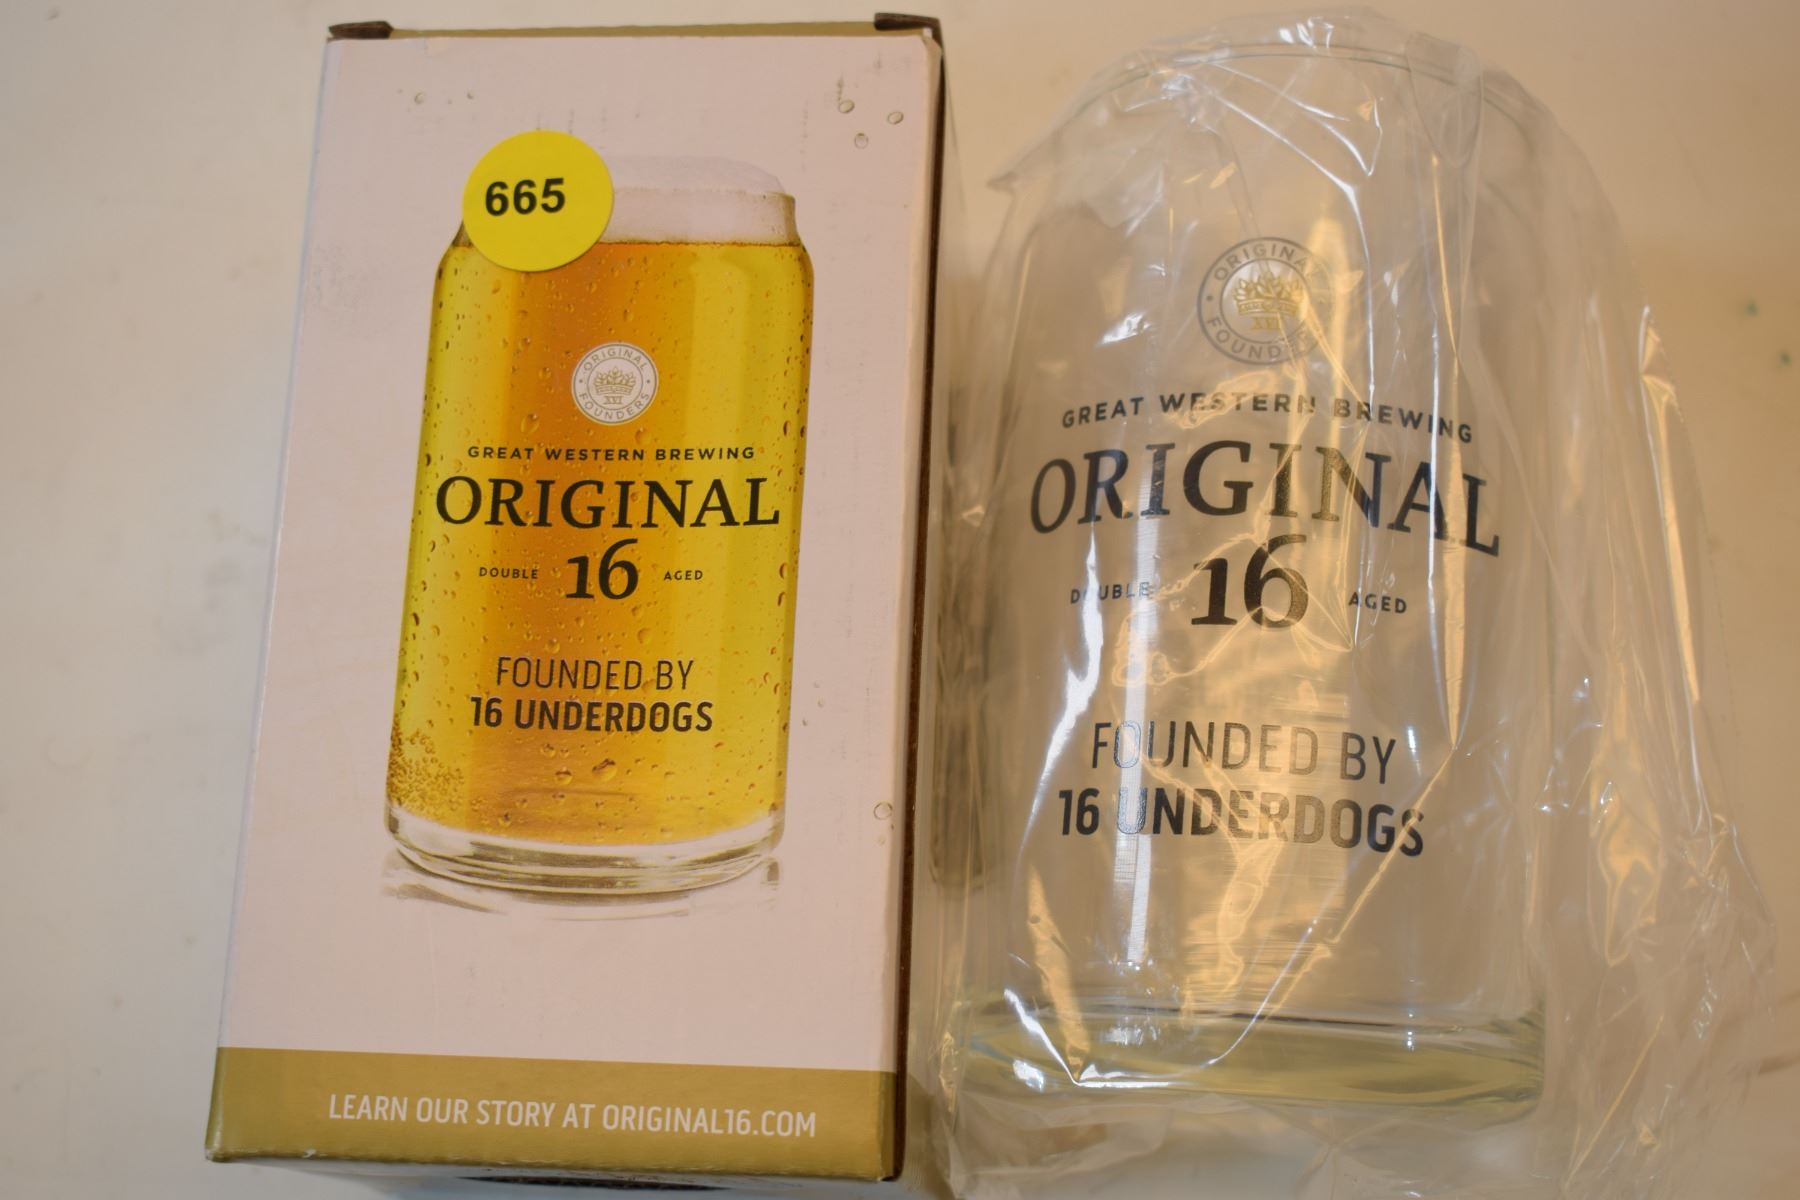 665
ORIGINAL
XVI
FOUNDERS
GREAT WESTERN BREWING
ORIGINAL
DOUBLE 16 AGED
FOUNDED BY
16 UNDERDOGS
LEARN OUR STORY AT ORIGINAL16.COM
ORIGINAL
XVI
FOUNDERS
GREAT WESTERN BREWING
ORIGINAL
DOUBLE 16 AGED
FOUNDED BY
16 UNDERDOGS